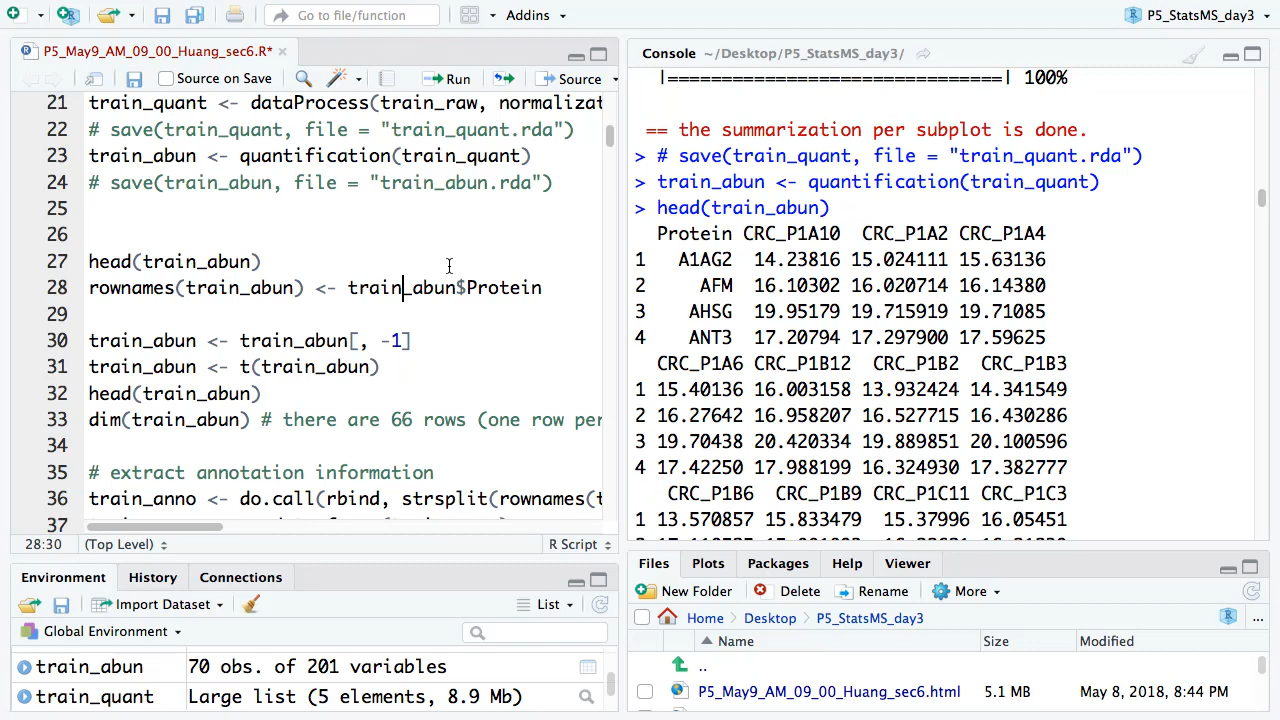 Go to file/function
Addins
P5_StatsMS_day3
P5_May9_AM_09_00_Huang_sec6.R*
Source on Save
Run
Source
21 train_quant <- dataProcess(train_raw, normalizat
22 # save(train_quant, file = "train_quant.rda")
23 train_abun <- quantification(train_quant)
24 # save(train_abun, file = "train_abun.rda")
25
26
27 head(train_abun)
28 rownames(train_abun) <- train_abun$Protein
29
30 train_abun <- train_abun[, -1]
31 train_abun <- t(train_abun)
32 head(train_abun)
33 dim(train_abun) # there are 66 rows (one row per
34
35 # extract annotation information
36 train_anno <- do.call(rbind, strsplit(rownames(t
37
28:30 (Top Level) R Script
Environment History Connections
Import Dataset List
Global Environment
train_abun 70 obs. of 201 variables
train_quant Large list (5 elements, 8.9 Mb)
Console ~/Desktop/P5_StatsMS_day3/
|===============================| 100%
== the summarization per subplot is done.
> # save(train_quant, file = "train_quant.rda")
> train_abun <- quantification(train_quant)
> head(train_abun)
Protein CRC_P1A10 CRC_P1A2 CRC_P1A4
1 A1AG2 14.23816 15.024111 15.63136
2 AFM 16.10302 16.020714 16.14380
3 AHSG 19.95179 19.715919 19.71085
4 ANT3 17.20794 17.297900 17.59625
CRC_P1A6 CRC_P1B12 CRC_P1B2 CRC_P1B3
1 15.40136 16.003158 13.932424 14.341549
2 16.27642 16.958207 16.527715 16.430286
3 19.70438 20.420334 19.889851 20.100596
4 17.42250 17.988199 16.324930 17.382777
CRC_P1B6 CRC_P1B9 CRC_P1C11 CRC_P1C3
1 13.570857 15.833479 15.37996 16.05451
Files Plots Packages Help Viewer
New Folder Delete Rename More
Home Desktop P5_StatsMS_day3 ...
Name Size Modified
..
P5_May9_AM_09_00_Huang_sec6.html 5.1 MB May 8, 2018, 8:44 PM